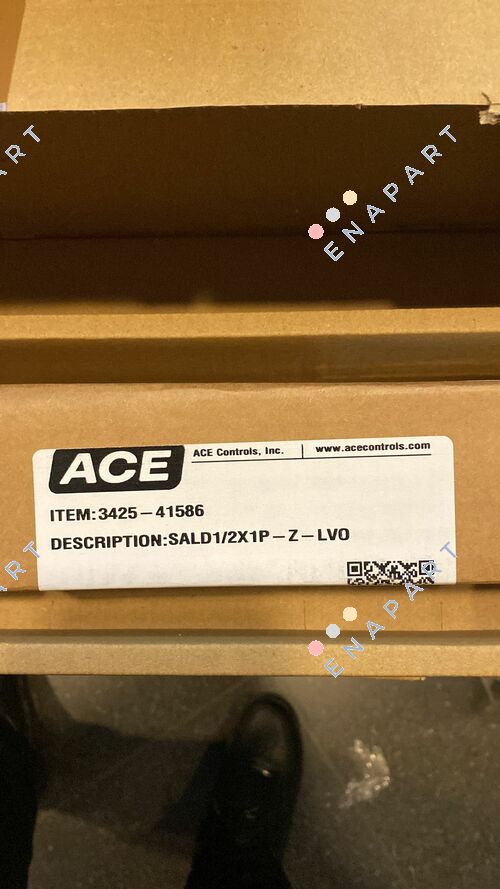 ENAPART
ACE
ACE Controls, Inc. | www.acecontrols.com
ITEM:3425-41586
DESCRIPTION:SALD1/2X1P-Z-LVO
ENAPART